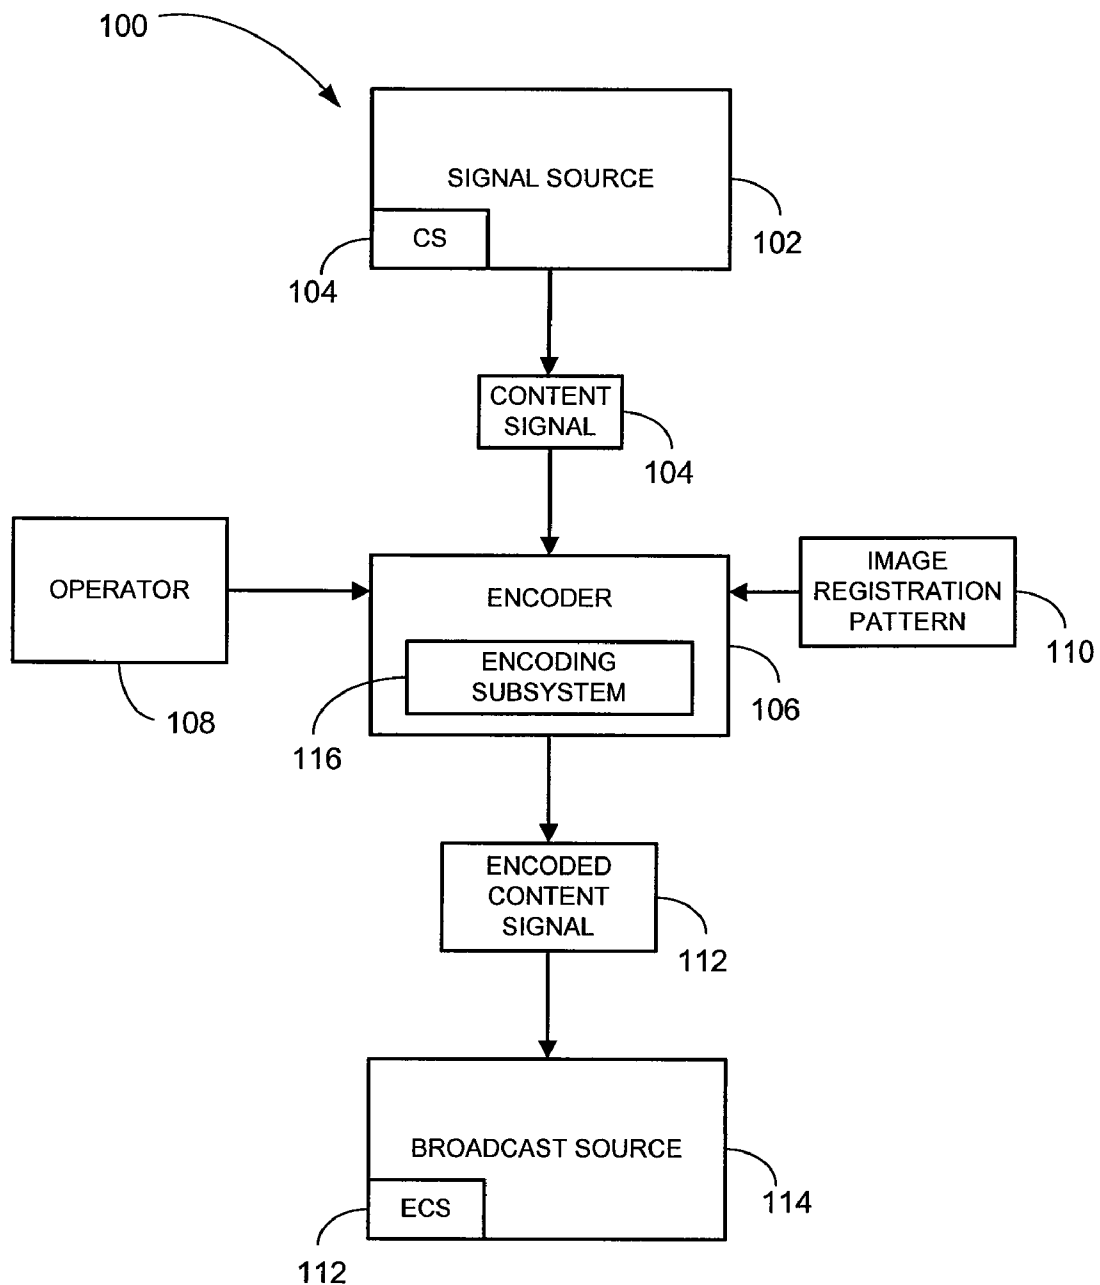 100
SIGNAL SOURCE
CS
102
104
CONTENT
SIGNAL
104
OPERATOR
108
ENCODER
ENCODING
SUBSYSTEM
116
106
IMAGE
REGISTRATION
PATTERN
110
ENCODED
CONTENT
SIGNAL
112
BROADCAST SOURCE
ECS
114
112